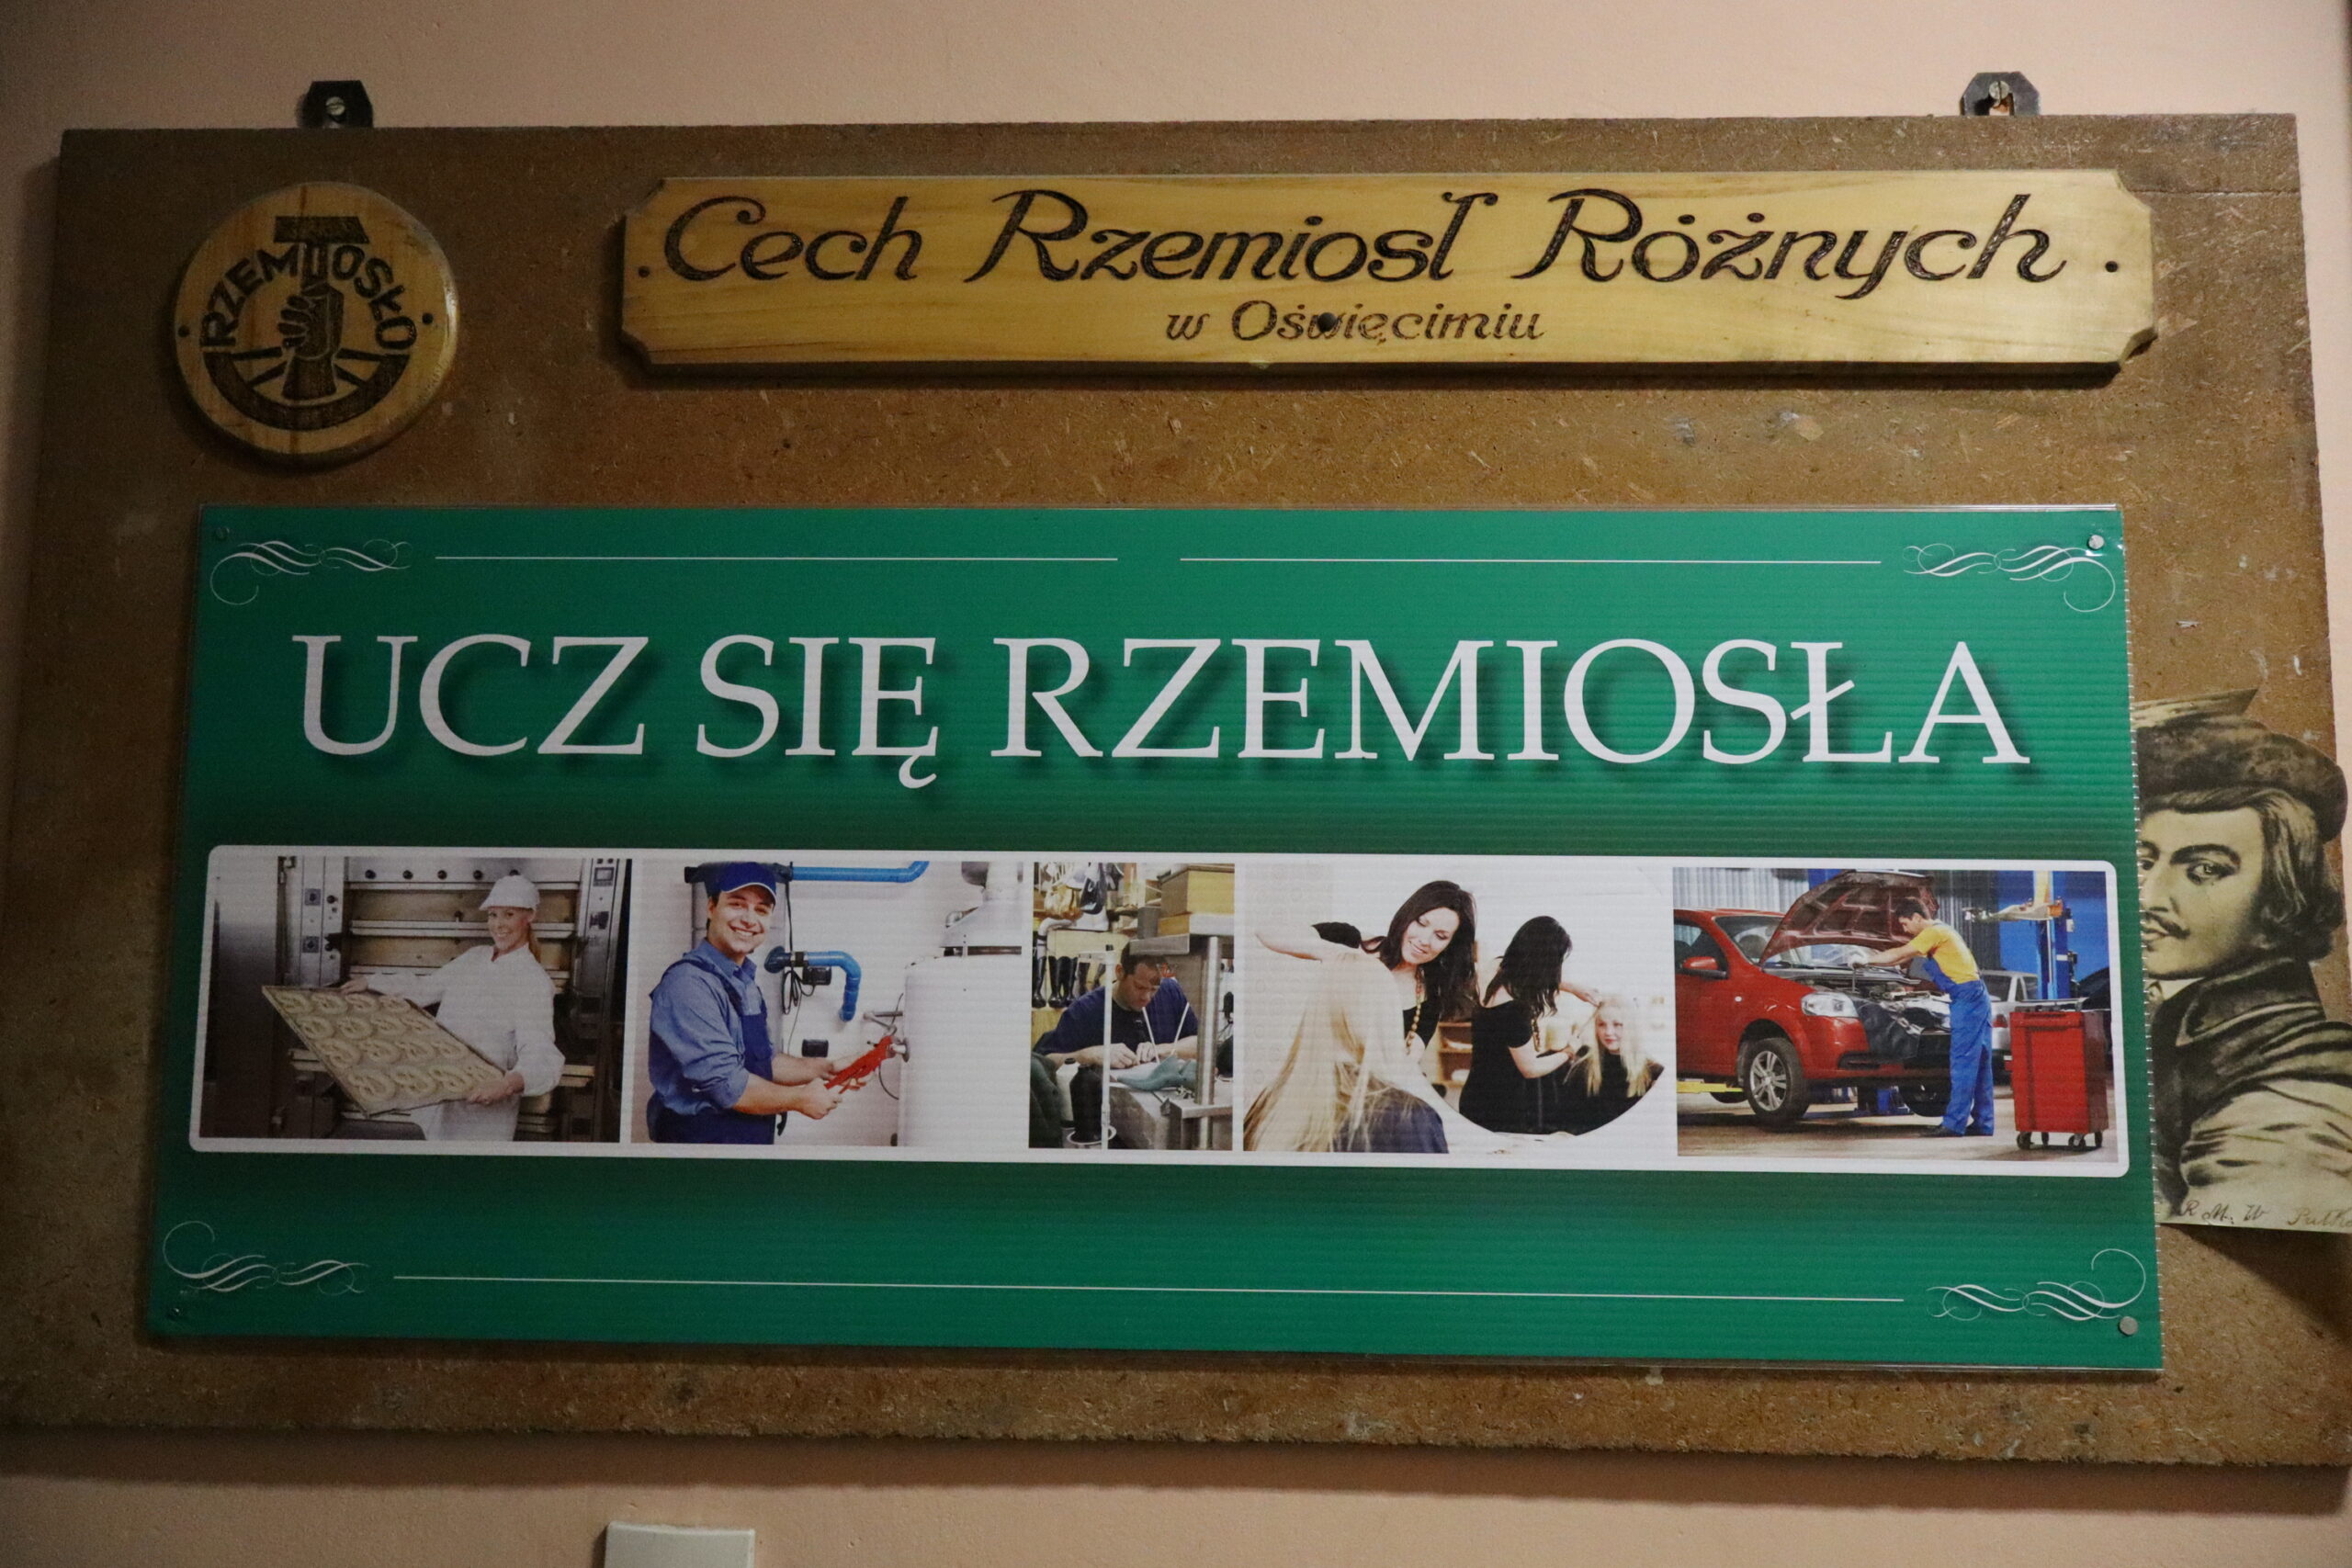 RZEMIOSŁO
Cech Rzemiosł Różnych
w Oświęcimiu
UCZ SIĘ RZEMIOSŁA